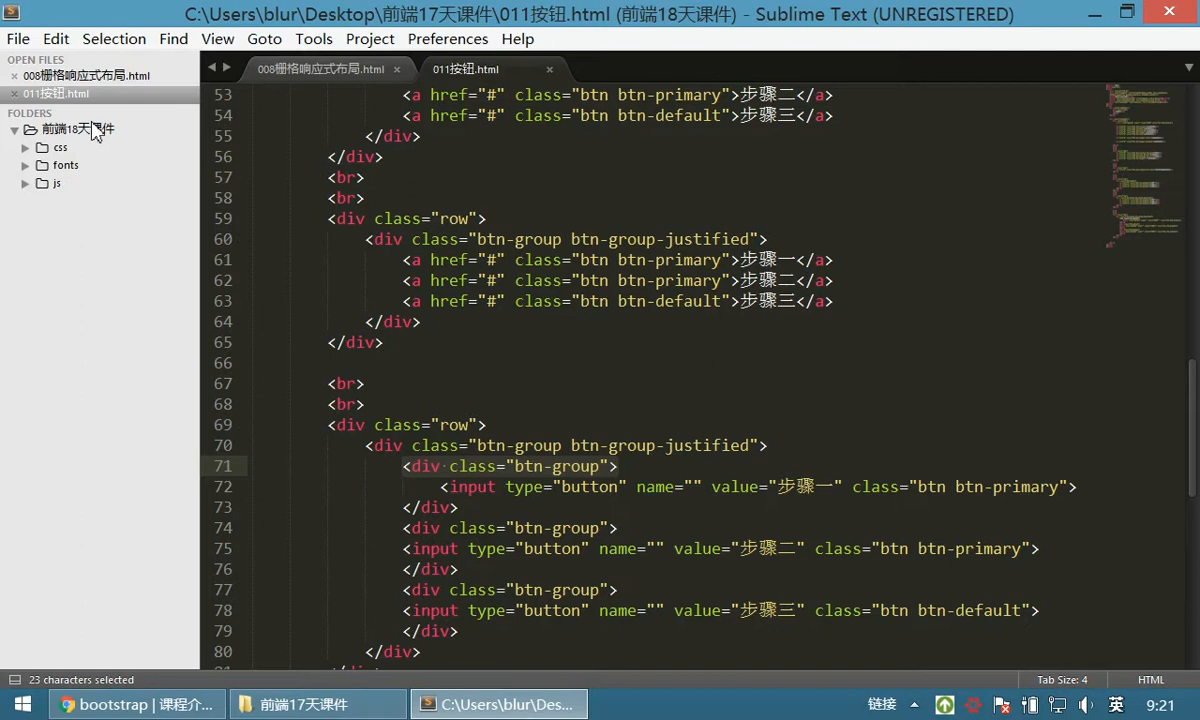 C:\Users\blur\Desktop\前端17天课件\011按钮.html (前端18天课件) - Sublime Text (UNREGISTERED)
File Edit Selection Find View Goto Tools Project Preferences Help
OPEN FILES
× 008栅格响应式布局.html
× 011按钮.html
FOLDERS
前端18天课件
css
fonts
js
008栅格响应式布局.html × 011按钮.html ×
53 <a href="#" class="btn btn-primary">步骤二</a>
54 <a href="#" class="btn btn-default">步骤三</a>
55 </div>
56 </div>
57 <br>
58 <br>
59 <div class="row">
60 <div class="btn-group btn-group-justified">
61 <a href="#" class="btn btn-primary">步骤一</a>
62 <a href="#" class="btn btn-primary">步骤二</a>
63 <a href="#" class="btn btn-default">步骤三</a>
64 </div>
65 </div>
66
67 <br>
68 <br>
69 <div class="row">
70 <div class="btn-group btn-group-justified">
71 <div class="btn-group">
72 <input type="button" name="" value="步骤一" class="btn btn-primary">
73 </div>
74 <div class="btn-group">
75 <input type="button" name="" value="步骤二" class="btn btn-primary">
76 </div>
77 <div class="btn-group">
78 <input type="button" name="" value="步骤三" class="btn btn-default">
79 </div>
80 </div>
23 characters selected Tab Size: 4 HTML
bootstrap | 课程介... 前端17天课件 C:\Users\blur\Des... 链接 英 9:21